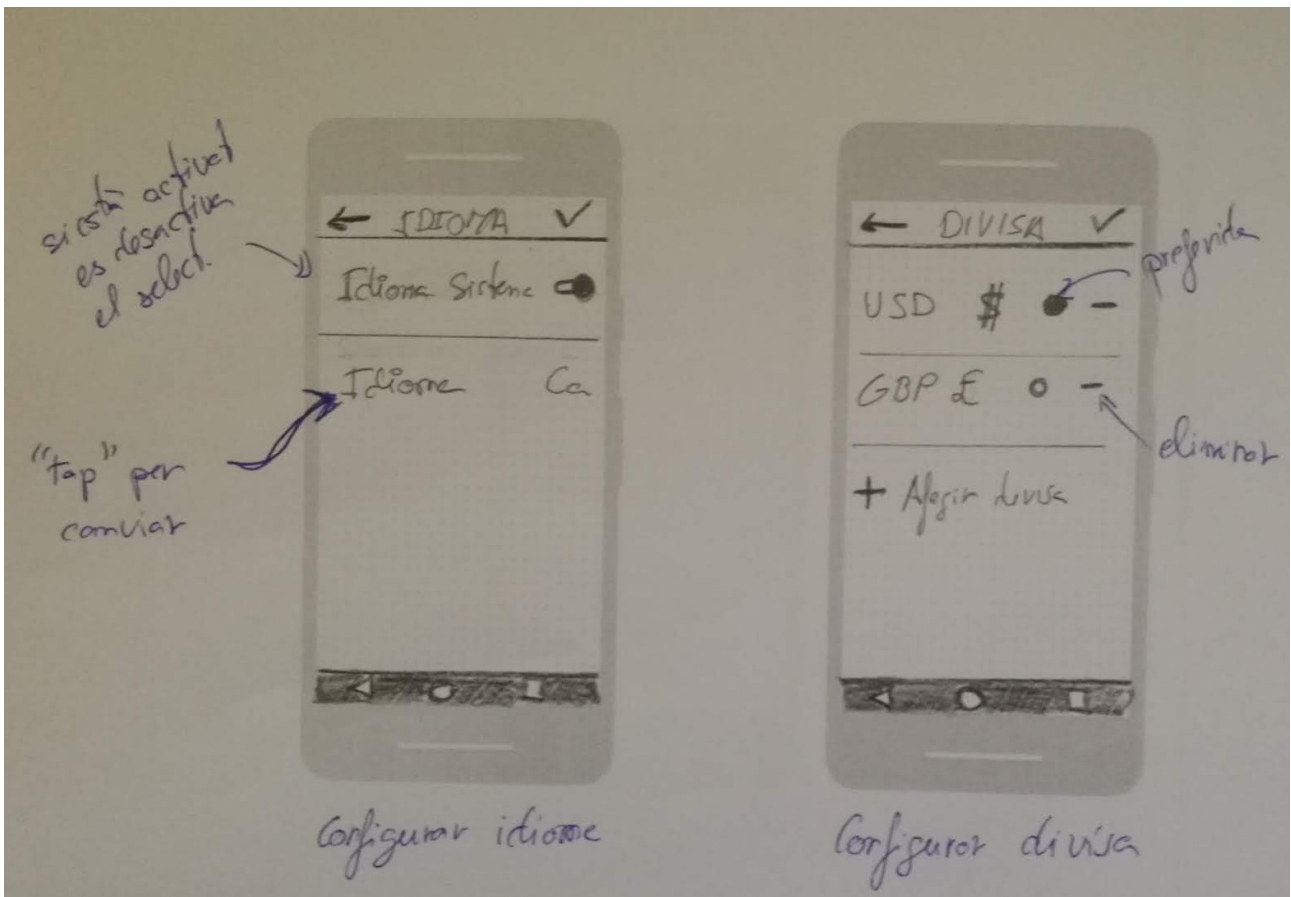 si està activat
es desactiva
el select.
"tap" per
comviar
← IDIOMA ✓
Idioma Sistema
Idioma Ca
Configurar idioma
← DIVISA ✓
USD $ –
GBP £ –
+ Afegir divisa
preferida
eliminar
Configurar divisa